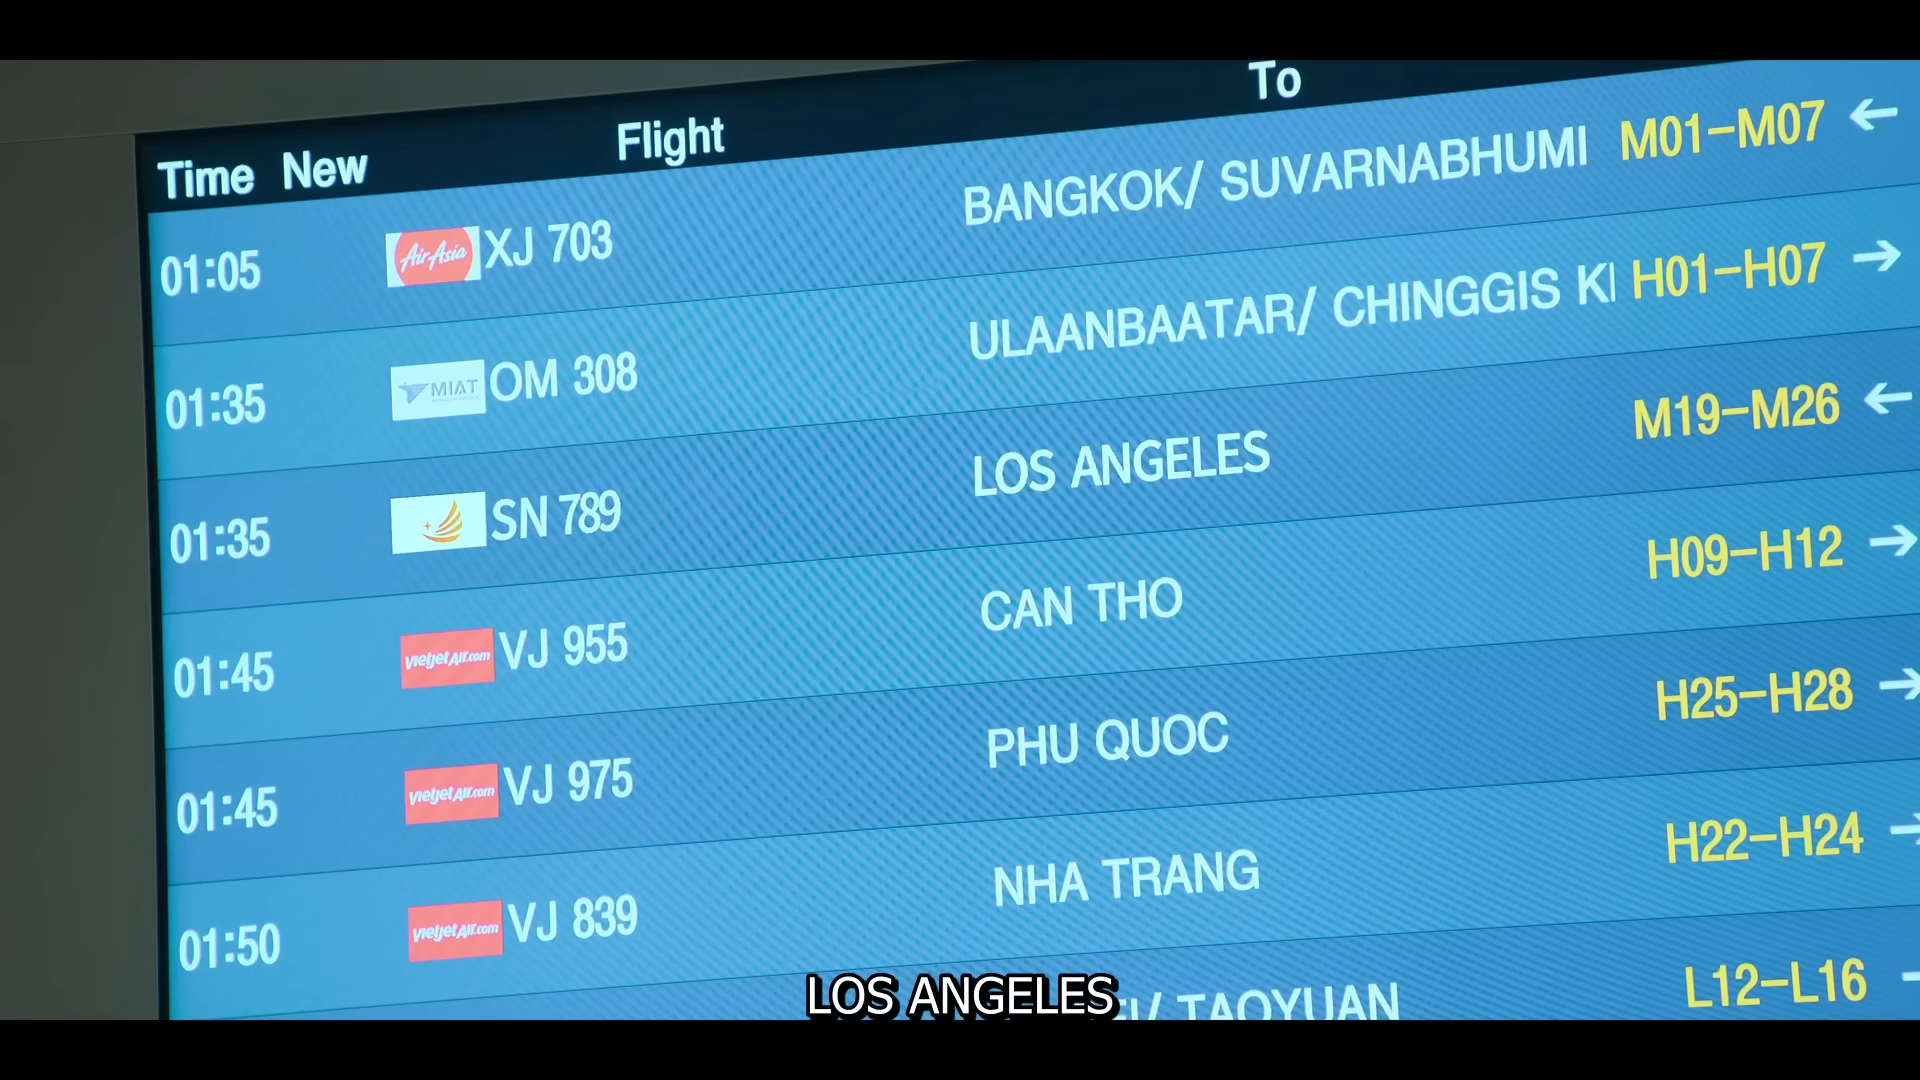 To
Flight
Time New
01:05 AirAsia XJ 703 BANGKOK/ SUVARNABHUMI M01-M07 ←
01:35 MIAT OM 308 ULAANBAATAR/ CHINGGIS K H01-H07 →
01:35 SN 789 LOS ANGELES M19-M26 ←
01:45 vietjetAir.com VJ 955 CAN THO H09-H12 →
01:45 vietjetAir.com VJ 975 PHU QUOC H25-H28 →
01:50 vietjetAir.com VJ 839 NHA TRANG H22-H24 →
TAOYUAN L12-L16
LOS ANGELES